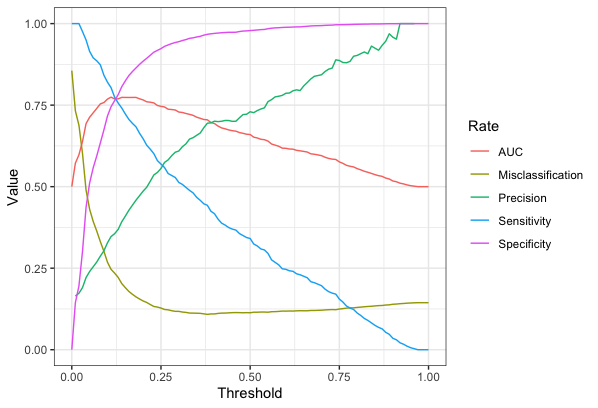 1.00
0.75
0.50
0.25
0.00
Value
0.00 0.25 0.50 0.75 1.00
Threshold
Rate
AUC
Misclassification
Precision
Sensitivity
Specificity